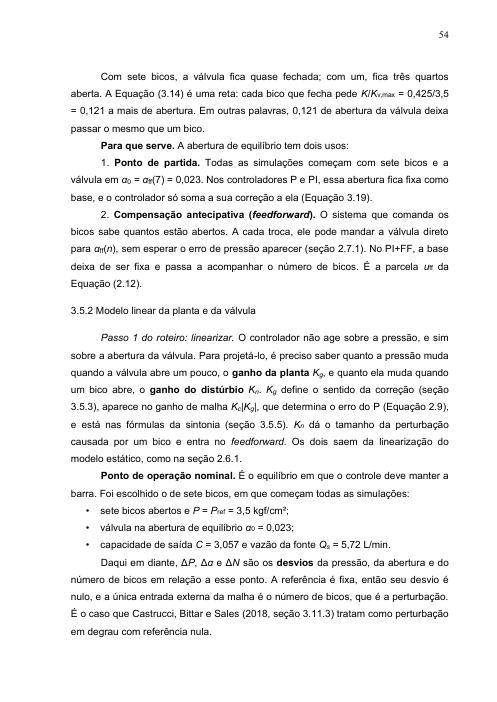 54
Com sete bicos, a válvula fica quase fechada; com um, fica três quartos
aberta. A Equação (3.14) é uma reta: cada bico que fecha pede K/Kv,max = 0,425/3,5
= 0,121 a mais de abertura. Em outras palavras, 0,121 de abertura da válvula deixa
passar o mesmo que um bico.
Para que serve. A abertura de equilíbrio tem dois usos:
1. Ponto de partida. Todas as simulações começam com sete bicos e a
válvula em α0 = αff(7) = 0,023. Nos controladores P e PI, essa abertura fica fixa como
base, e o controlador só soma a sua correção a ela (Equação 3.19).
2. Compensação antecipativa (feedforward). O sistema que comanda os
bicos sabe quantos estão abertos. A cada troca, ele pode mandar a válvula direto
para αff(n), sem esperar o erro de pressão aparecer (seção 2.7.1). No PI+FF, a base
deixa de ser fixa e passa a acompanhar o número de bicos. É a parcela uff da
Equação (2.12).
3.5.2 Modelo linear da planta e da válvula
Passo 1 do roteiro: linearizar. O controlador não age sobre a pressão, e sim
sobre a abertura da válvula. Para projetá-lo, é preciso saber quanto a pressão muda
quando a válvula abre um pouco, o ganho da planta Kg, e quanto ela muda quando
um bico abre, o ganho do distúrbio Kn. Kg define o sentido da correção (seção
3.5.3), aparece no ganho de malha Kc|Kg|, que determina o erro do P (Equação 2.9),
e está nas fórmulas da sintonia (seção 3.5.5). Kn dá o tamanho da perturbação
causada por um bico e entra no feedforward. Os dois saem da linearização do
modelo estático, como na seção 2.6.1.
Ponto de operação nominal. É o equilíbrio em que o controle deve manter a
barra. Foi escolhido o de sete bicos, em que começam todas as simulações:
• sete bicos abertos e P = Pref = 3,5 kgf/cm²;
• válvula na abertura de equilíbrio α0 = 0,023;
• capacidade de saída C = 3,057 e vazão da fonte Qs = 5,72 L/min.
Daqui em diante, ΔP, Δα e ΔN são os desvios da pressão, da abertura e do
número de bicos em relação a esse ponto. A referência é fixa, então seu desvio é
nulo, e a única entrada externa da malha é o número de bicos, que é a perturbação.
É o caso que Castrucci, Bittar e Sales (2018, seção 3.11.3) tratam como perturbação
em degrau com referência nula.